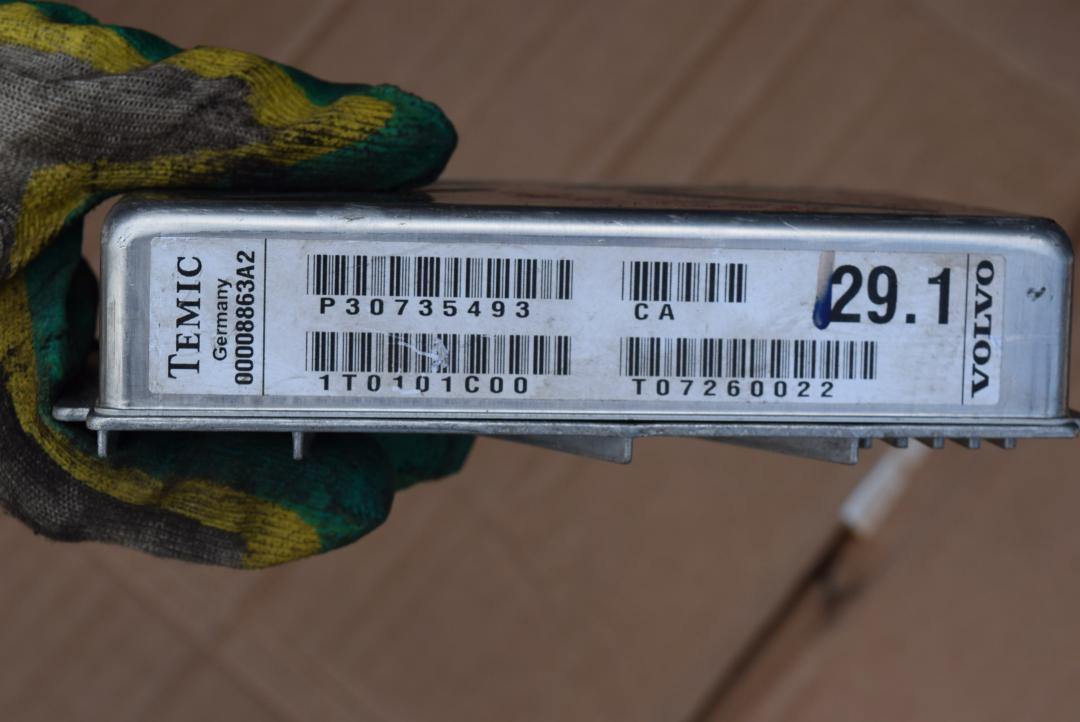 TEMIC
Germany
00008863A2
P30735493
CA
29.1
1T0101C00
T07260022
VOLVO